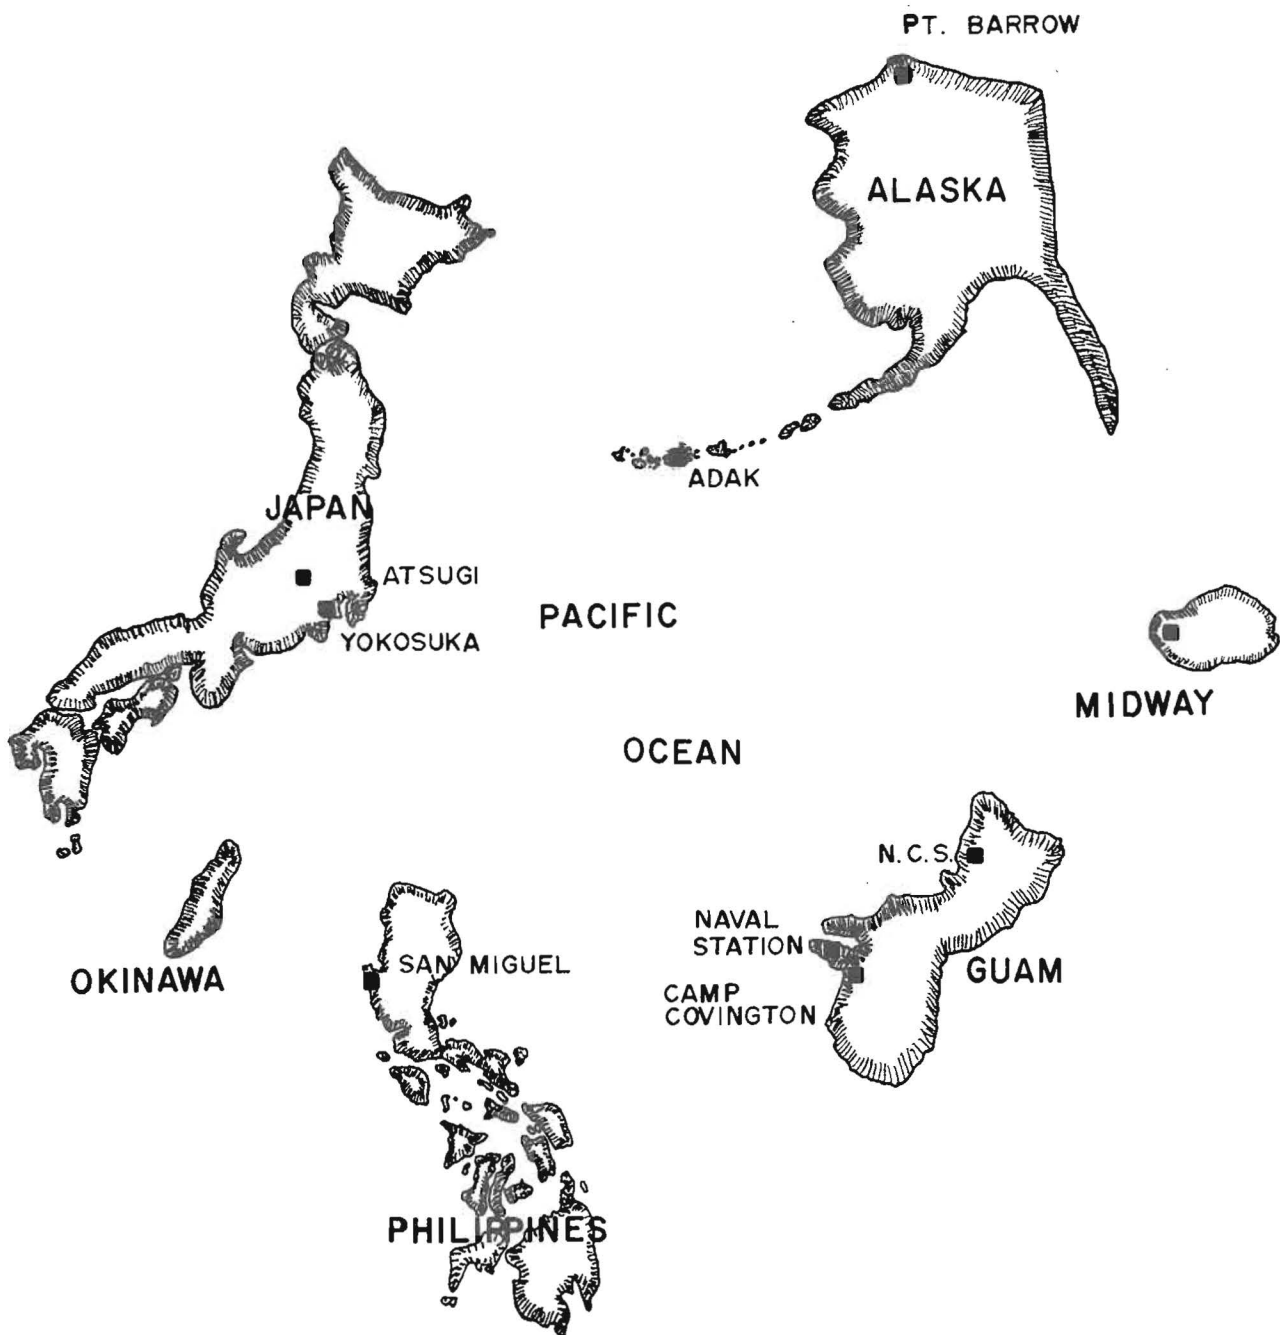 PT. BARROW
ALASKA
ADAK
JAPAN
ATSUGI
YOKOSUKA
PACIFIC
OCEAN
MIDWAY
N.C.S.
NAVAL
STATION
GUAM
CAMP
COVINGTON
OKINAWA
SAN MIGUEL
PHILIPPINES